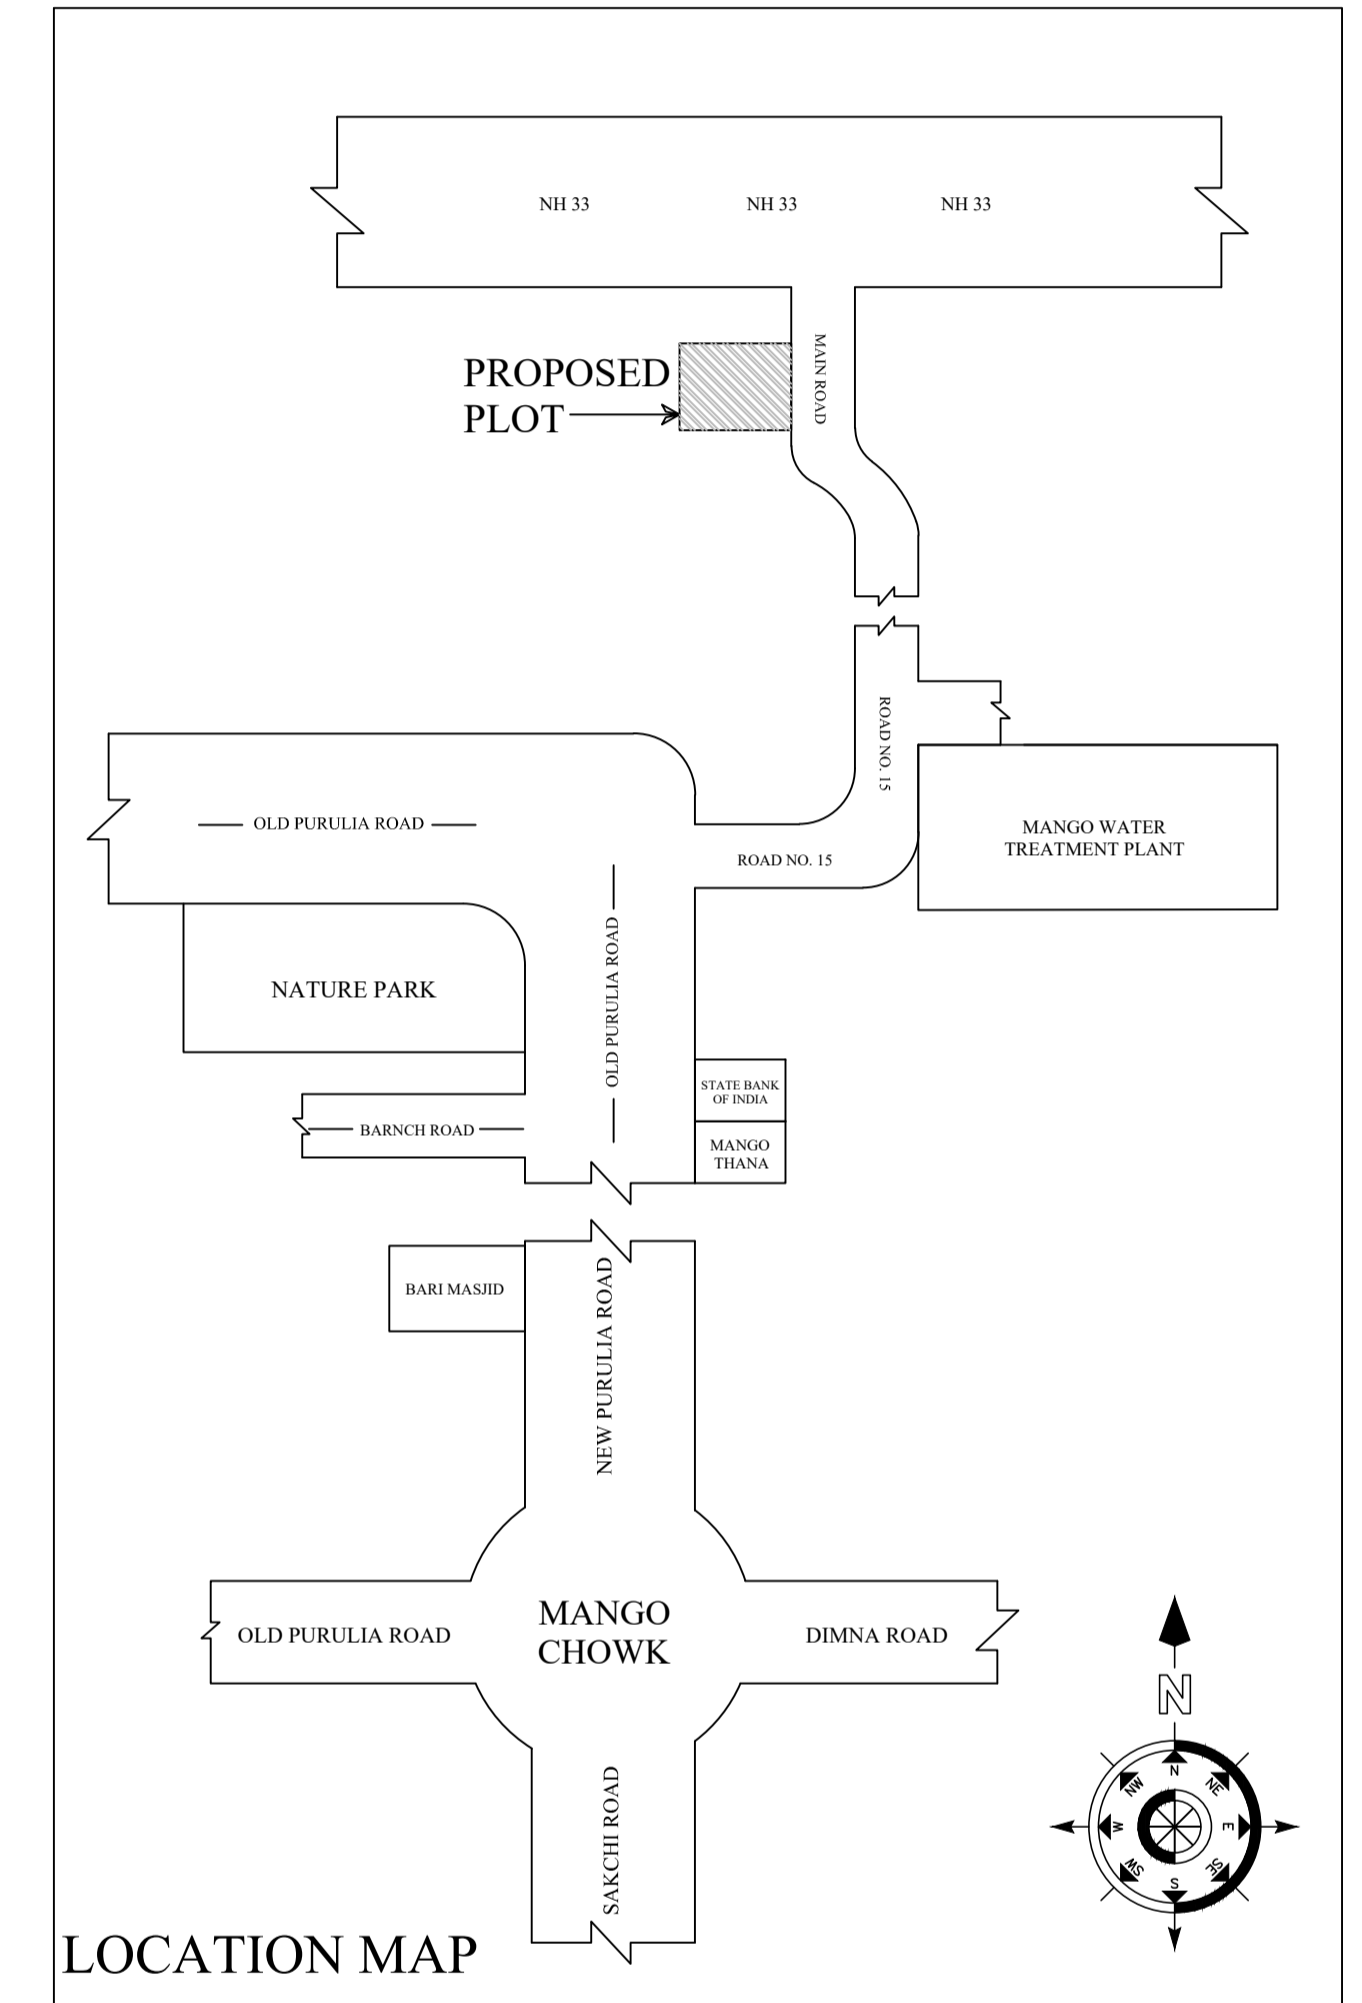 NH 33 NH 33 NH 33
MAIN ROAD
PROPOSED
PLOT
ROAD NO. 15
OLD PURULIA ROAD
MANGO WATER
TREATMENT PLANT
ROAD NO. 15
NATURE PARK
OLD PURULIA ROAD
STATE BANK
OF INDIA
BARNCH ROAD
MANGO
THANA
BARI MASJID
NEW PURULIA ROAD
MANGO
CHOWK
OLD PURULIA ROAD
DIMNA ROAD
SAKCHI ROAD
N
N
NE
E
SE
S
SW
W
NW
LOCATION MAP